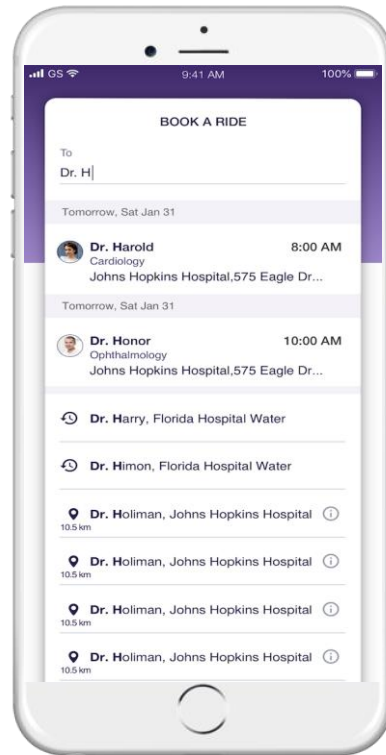 GS
9:41 AM
100%
BOOK A RIDE
To
Dr. H
Tomorrow, Sat Jan 31
Dr. Harold 8:00 AM
Cardiology
Johns Hopkins Hospital,575 Eagle Dr...
Tomorrow, Sat Jan 31
Dr. Honor 10:00 AM
Ophthalmology
Johns Hopkins Hospital,575 Eagle Dr...
Dr. Harry, Florida Hospital Water
Dr. Himon, Florida Hospital Water
Dr. Holiman, Johns Hopkins Hospital
10.5 km
Dr. Holiman, Johns Hopkins Hospital
10.5 km
Dr. Holiman, Johns Hopkins Hospital
10.5 km
Dr. Holiman, Johns Hopkins Hospital
10.5 km